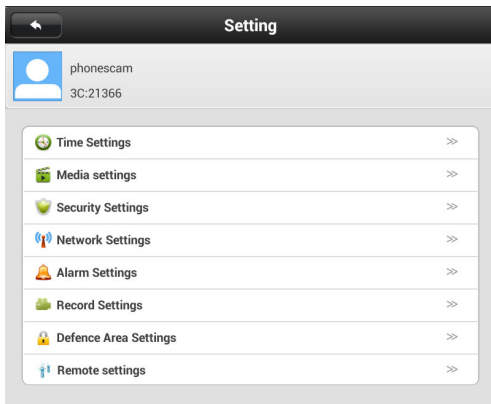 Setting
phonescam
3C:21366
Time Settings
Media settings
Security Settings
Network Settings
Alarm Settings
Record Settings
Defence Area Settings
Remote settings